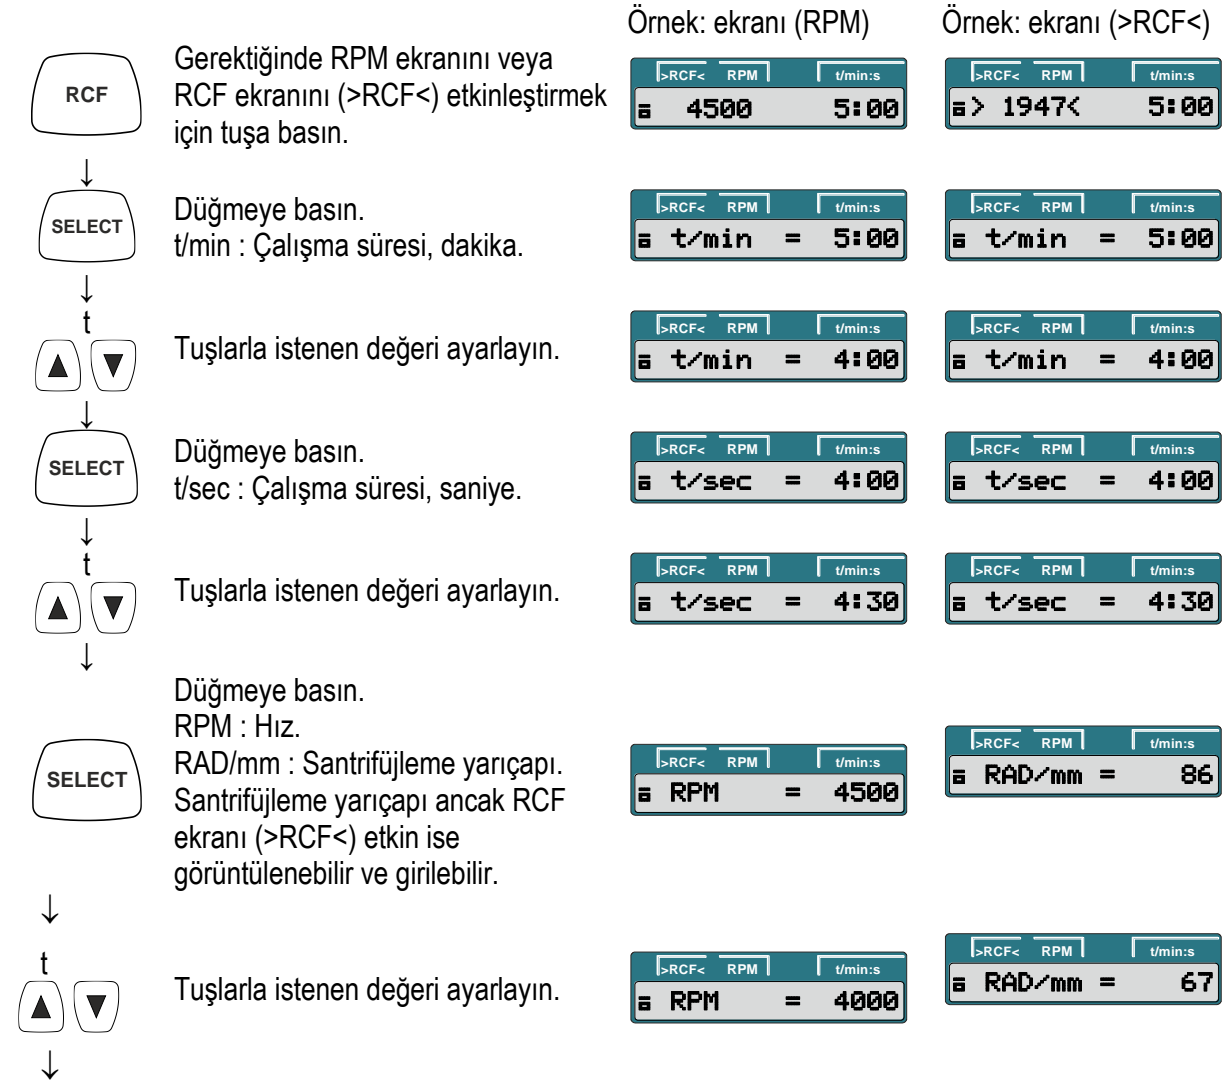 Örnek: ekranı (RPM)
Örnek: ekranı (>RCF<)
RCF
Gerektiğinde RPM ekranını veya
RCF ekranını (>RCF<) etkinleştirmek
için tuşa basın.
>RCF< RPM t/min:s
4500 5:00
>RCF< RPM t/min:s
> 1947< 5:00
↓
SELECT
Düğmeye basın.
t/min : Çalışma süresi, dakika.
>RCF< RPM t/min:s
t/min = 5:00
>RCF< RPM t/min:s
t/min = 5:00
↓
t
▲ ▼
Tuşlarla istenen değeri ayarlayın.
>RCF< RPM t/min:s
t/min = 4:00
>RCF< RPM t/min:s
t/min = 4:00
↓
SELECT
Düğmeye basın.
t/sec : Çalışma süresi, saniye.
>RCF< RPM t/min:s
t/sec = 4:00
>RCF< RPM t/min:s
t/sec = 4:00
↓
t
▲ ▼
Tuşlarla istenen değeri ayarlayın.
>RCF< RPM t/min:s
t/sec = 4:30
>RCF< RPM t/min:s
t/sec = 4:30
↓
SELECT
Düğmeye basın.
RPM : Hız.
RAD/mm : Santrifüjleme yarıçapı.
Santrifüjleme yarıçapı ancak RCF
ekranı (>RCF<) etkin ise
görüntülenebilir ve girilebilir.
>RCF< RPM t/min:s
RPM = 4500
>RCF< RPM t/min:s
RAD/mm = 86
↓
t
▲ ▼
Tuşlarla istenen değeri ayarlayın.
>RCF< RPM t/min:s
RPM = 4000
>RCF< RPM t/min:s
RAD/mm = 67
↓